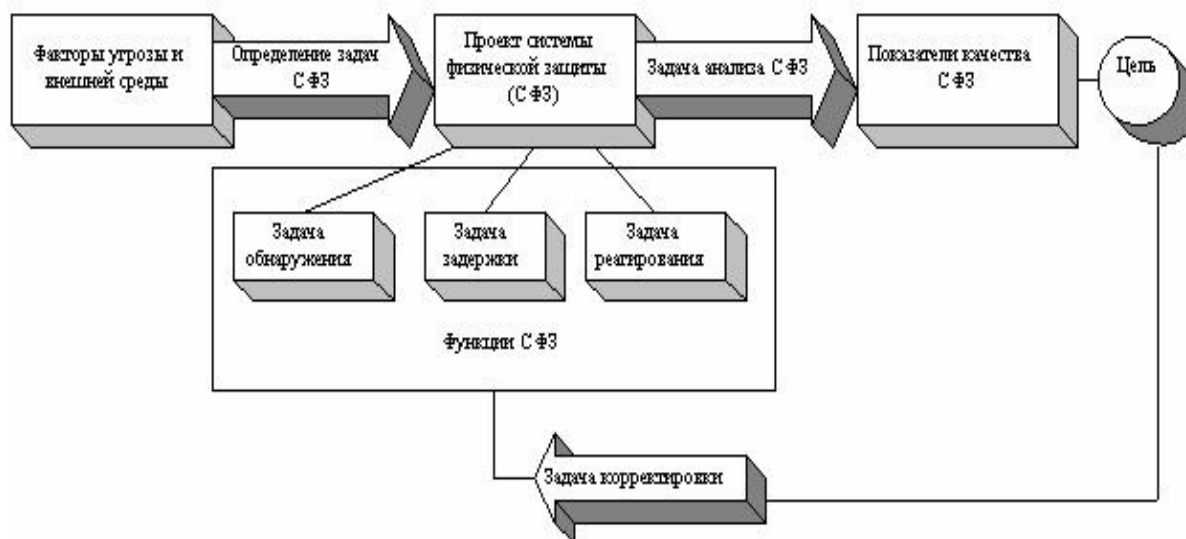 Факторы угрозы и
внешней среды
Определение задач
СФЗ
Проект системы
физической защиты
(СФЗ)
Задача анализа СФЗ
Показатели качества
СФЗ
Цель
Задача
обнаружения
Задача
задержки
Задача
реагирования
Функции СФЗ
Задача корректировки